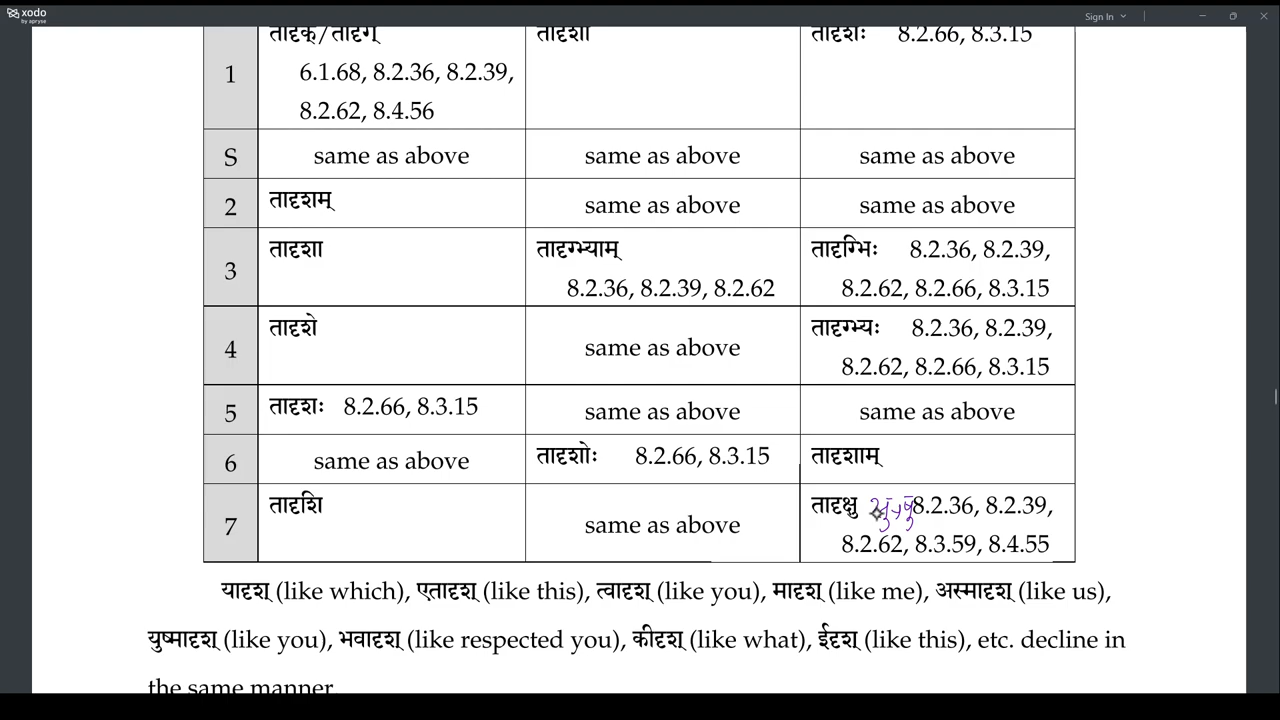 xodo
by apryse
Sign In
तादृक्/तादृग् तादृशौ तादृशः 8.2.66, 8.3.15
1 6.1.68, 8.2.36, 8.2.39,
8.2.62, 8.4.56
S same as above same as above same as above
2 तादृशम् same as above same as above
3 तादृशा तादृग्भ्याम् तादृग्भिः 8.2.36, 8.2.39,
8.2.36, 8.2.39, 8.2.62 8.2.62, 8.2.66, 8.3.15
4 तादृशे same as above तादृग्भ्यः 8.2.36, 8.2.39,
8.2.62, 8.2.66, 8.3.15
5 तादृशः 8.2.66, 8.3.15 same as above same as above
6 same as above तादृशोः 8.2.66, 8.3.15 तादृशाम्
7 तादृशि same as above तादृक्षु 8.2.36, 8.2.39,
8.2.62, 8.3.59, 8.4.55
यादृश् (like which), एतादृश् (like this), त्वादृश् (like you), मादृश् (like me), अस्मादृश् (like us),
युष्मादृश् (like you), भवादृश् (like respected you), कीदृश् (like what), ईदृश् (like this), etc. decline in
the same manner